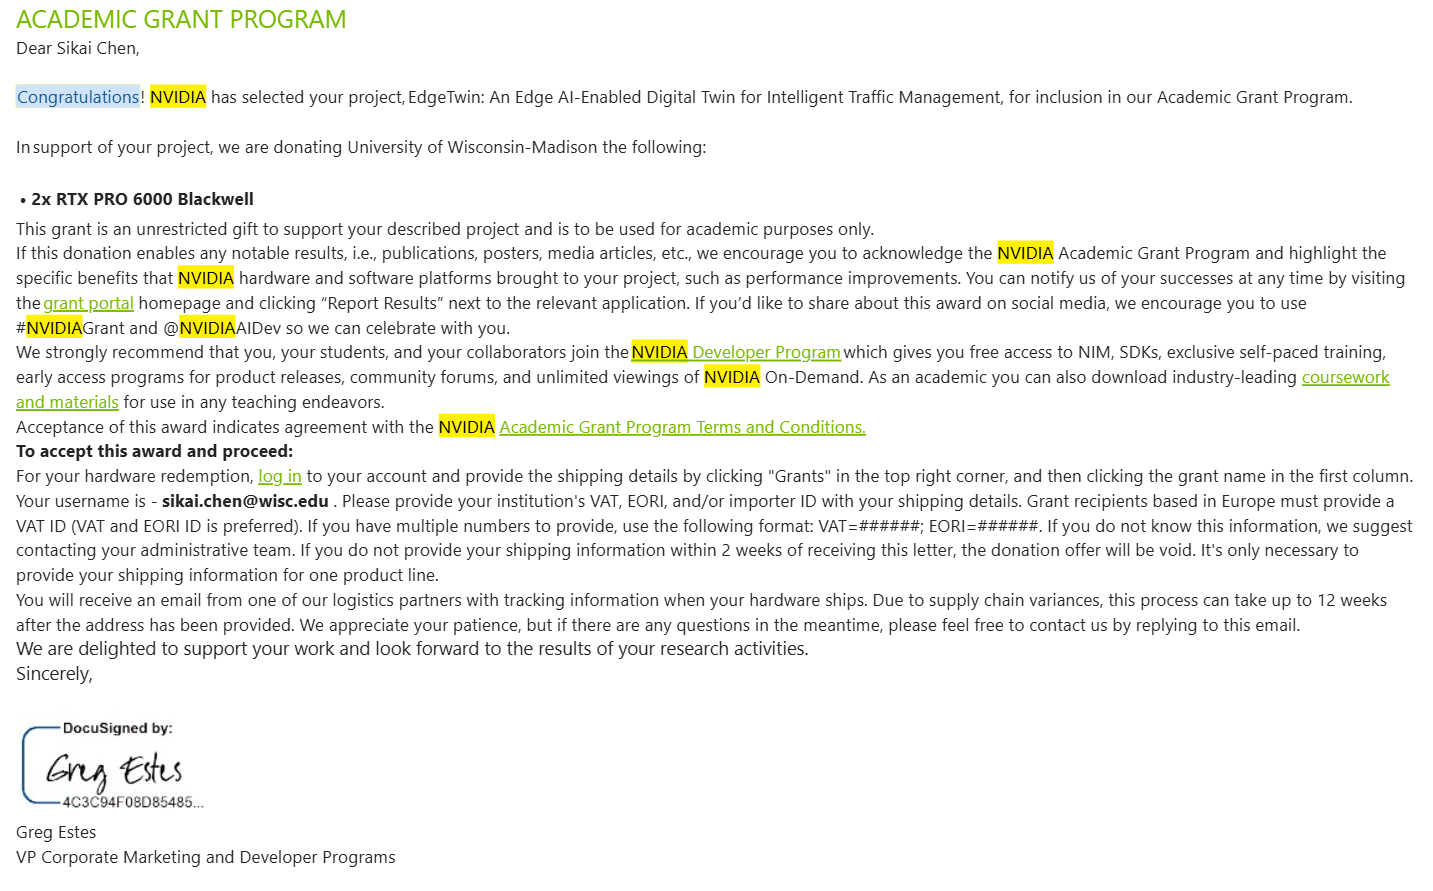 ACADEMIC GRANT PROGRAM
Dear Sikai Chen,
Congratulations! NVIDIA has selected your project, EdgeTwin: An Edge AI-Enabled Digital Twin for Intelligent Traffic Management, for inclusion in our Academic Grant Program.
In support of your project, we are donating University of Wisconsin-Madison the following:
• 2x RTX PRO 6000 Blackwell
This grant is an unrestricted gift to support your described project and is to be used for academic purposes only.
If this donation enables any notable results, i.e., publications, posters, media articles, etc., we encourage you to acknowledge the NVIDIA Academic Grant Program and highlight the
specific benefits that NVIDIA hardware and software platforms brought to your project, such as performance improvements. You can notify us of your successes at any time by visiting
the grant portal homepage and clicking “Report Results” next to the relevant application. If you’d like to share about this award on social media, we encourage you to use
#NVIDIAGrant and @NVIDIAAIDev so we can celebrate with you.
We strongly recommend that you, your students, and your collaborators join the NVIDIA Developer Program which gives you free access to NIM, SDKs, exclusive self-paced training,
early access programs for product releases, community forums, and unlimited viewings of NVIDIA On-Demand. As an academic you can also download industry-leading coursework
and materials for use in any teaching endeavors.
Acceptance of this award indicates agreement with the NVIDIA Academic Grant Program Terms and Conditions.
To accept this award and proceed:
For your hardware redemption, log in to your account and provide the shipping details by clicking "Grants" in the top right corner, and then clicking the grant name in the first column.
Your username is - sikai.chen@wisc.edu . Please provide your institution's VAT, EORI, and/or importer ID with your shipping details. Grant recipients based in Europe must provide a
VAT ID (VAT and EORI ID is preferred). If you have multiple numbers to provide, use the following format: VAT=######; EORI=######. If you do not know this information, we suggest
contacting your administrative team. If you do not provide your shipping information within 2 weeks of receiving this letter, the donation offer will be void. It's only necessary to
provide your shipping information for one product line.
You will receive an email from one of our logistics partners with tracking information when your hardware ships. Due to supply chain variances, this process can take up to 12 weeks
after the address has been provided. We appreciate your patience, but if there are any questions in the meantime, please feel free to contact us by replying to this email.
We are delighted to support your work and look forward to the results of your research activities.
Sincerely,
DocuSigned by:
Greg Estes
4C3C94F08D85485...
Greg Estes
VP Corporate Marketing and Developer Programs